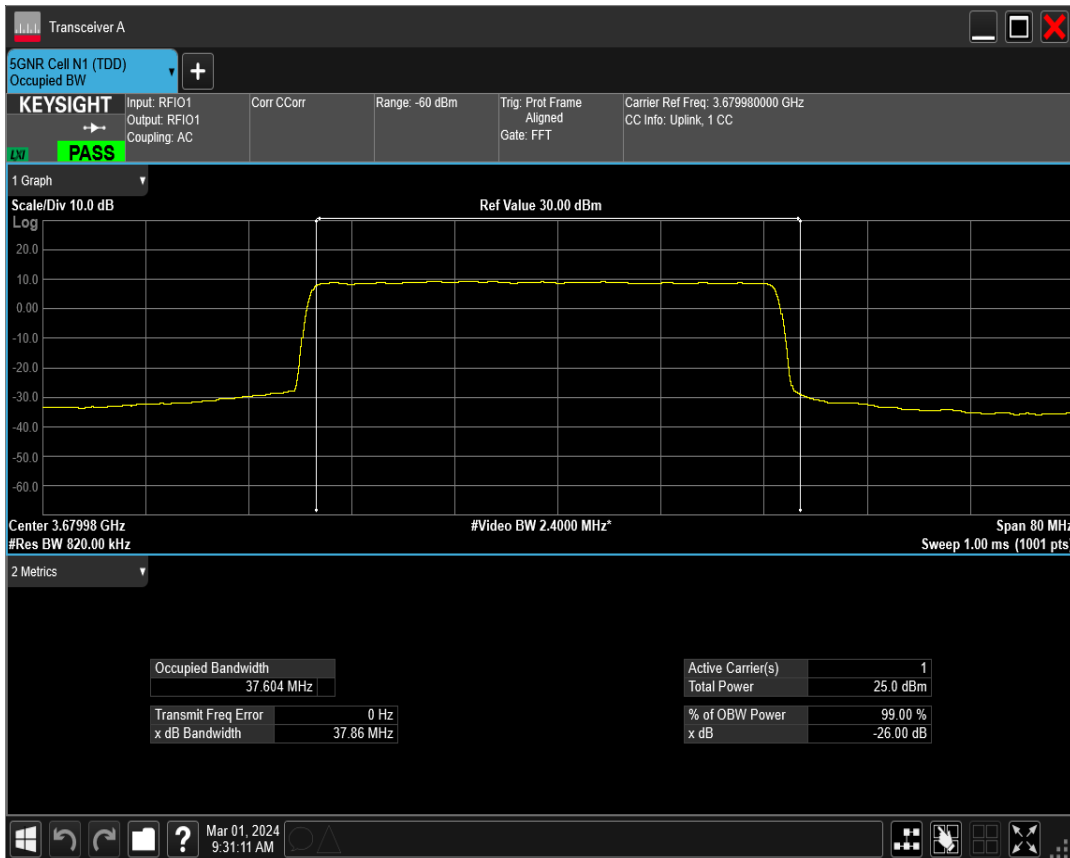 Transceiver A
5GNR Cell N1 (TDD)
Occupied BW
+
KEYSIGHT
LXI
PASS
Input: RFIO1
Output: RFIO1
Coupling: AC
Corr CCorr
Range: -60 dBm
Trig: Prot Frame
Aligned
Gate: FFT
Carrier Ref Freq: 3.679980000 GHz
CC Info: Uplink, 1 CC
1 Graph
Scale/Div 10.0 dB
Ref Value 30.00 dBm
Log
20.0
10.0
0.00
-10.0
-20.0
-30.0
-40.0
-50.0
-60.0
Center 3.67998 GHz
#Video BW 2.4000 MHz*
Span 80 MHz
#Res BW 820.00 kHz
Sweep 1.00 ms (1001 pts)
2 Metrics
Occupied Bandwidth
37.604 MHz
Transmit Freq Error 0 Hz
x dB Bandwidth 37.86 MHz
Active Carrier(s) 1
Total Power 25.0 dBm
% of OBW Power 99.00 %
x dB -26.00 dB
?
Mar 01, 2024
9:31:11 AM